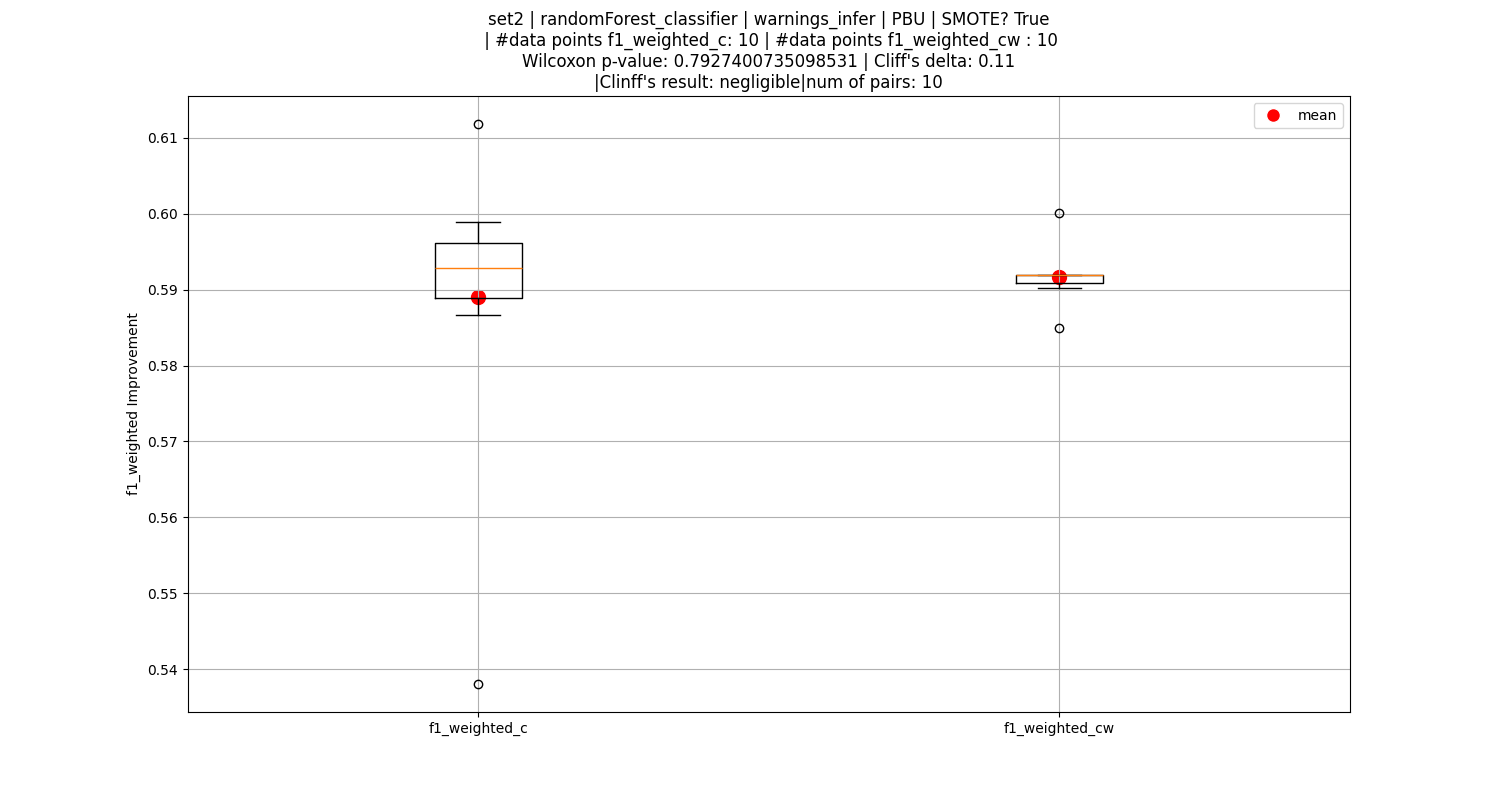 set2 | randomForest_classifier | warnings_infer | PBU | SMOTE? True
| #data points f1_weighted_c: 10 | #data points f1_weighted_cw : 10
Wilcoxon p-value: 0.7927400735098531 | Cliff's delta: 0.11
|Clinff's result: negligible|num of pairs: 10
mean
0.61
0.60
0.59
0.58
0.57
0.56
0.55
0.54
f1_weighted Improvement
f1_weighted_c
f1_weighted_cw